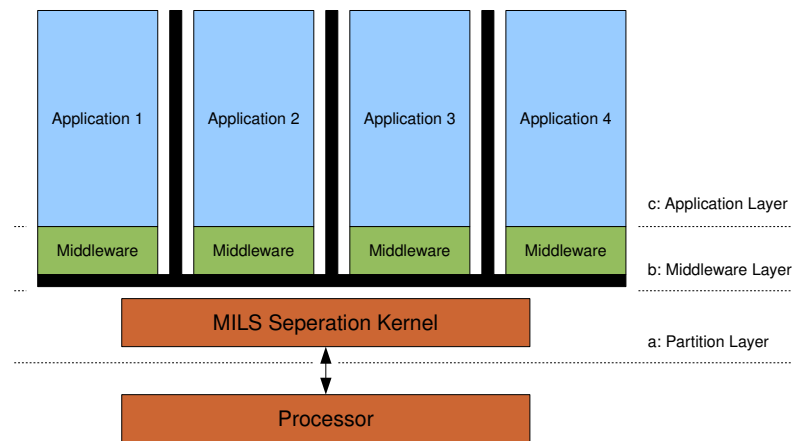 Application 1
Application 2
Application 3
Application 4
c: Application Layer
Middleware
Middleware
Middleware
Middleware
b: Middleware Layer
MILS Seperation Kernel
a: Partition Layer
Processor